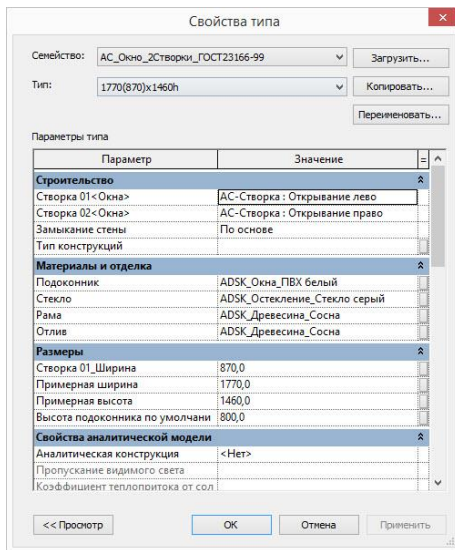 Свойства типа
Семейство: АС_Окно_2Створки_ГОСТ23166-99 Загрузить...
Тип: 1770(870)x1460h Копировать...
Переименовать...
Параметры типа
Параметр Значение =
Строительство
Створка 01<Окна> АС-Створка : Открывание лево
Створка 02<Окна> АС-Створка : Открывание право
Замыкание стены По основе
Тип конструкций
Материалы и отделка
Подоконник ADSK_Окна_ПВХ белый
Стекло ADSK_Остекление_Стекло серый
Рама ADSK_Древесина_Сосна
Отлив ADSK_Древесина_Сосна
Размеры
Створка 01_Ширина 870,0
Примерная ширина 1770,0
Примерная высота 1460,0
Высота подоконника по умолчани 800,0
Свойства аналитической модели
Аналитическая конструкция <Нет>
Пропускание видимого света
Коэффициент теплопритока от сол
<< Просмотр ОК Отмена Применить